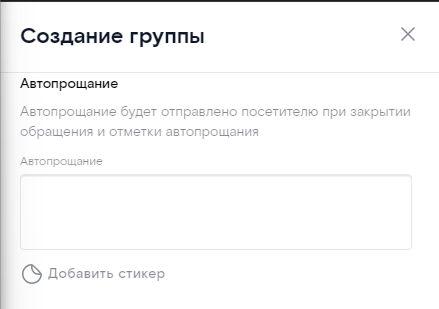 Создание группы
Автопрощание
Автопрощание будет отправлено посетителю при закрытии
обращения и отметки автопрощания
Автопрощание
Добавить стикер